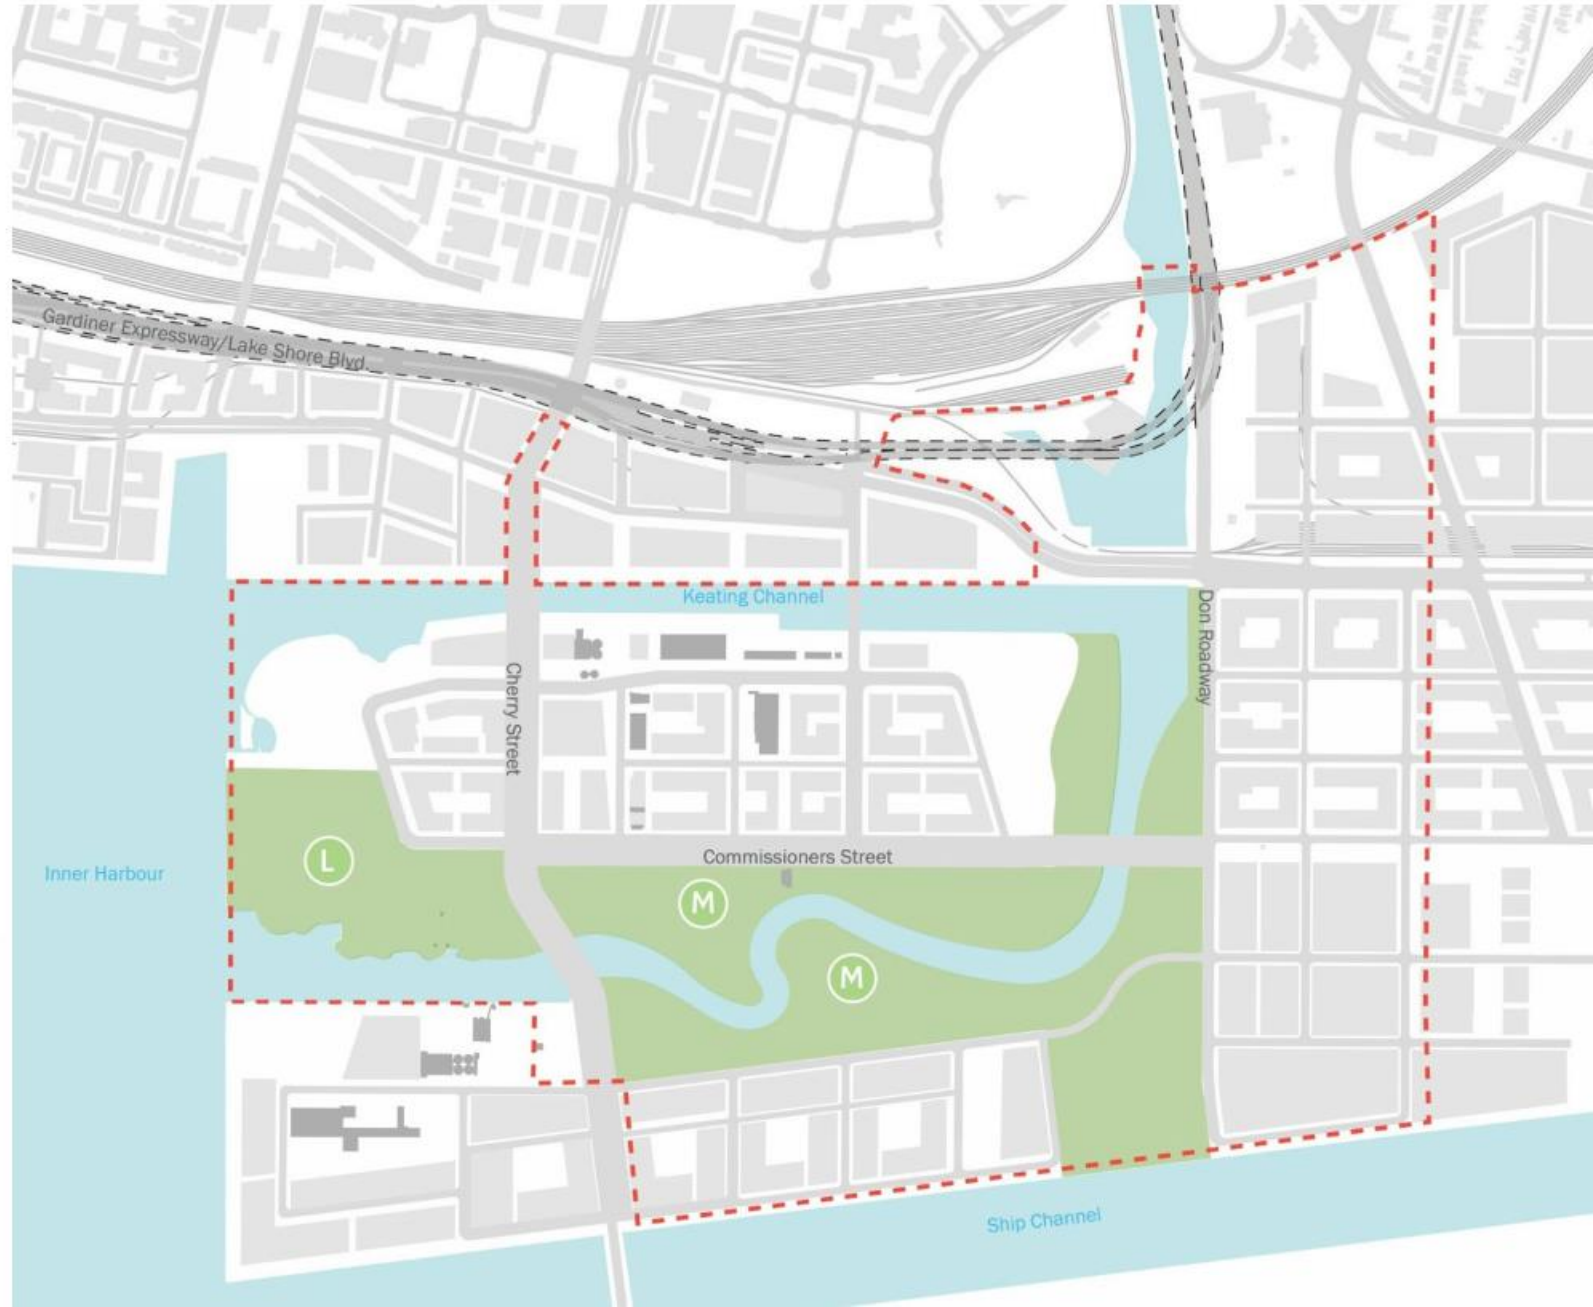 Gardiner Expressway/Lake Shore Blvd
Keating Channel
Don Roadway
Cherry Street
L
Commissioners Street
Inner Harbour
M
M
Ship Channel